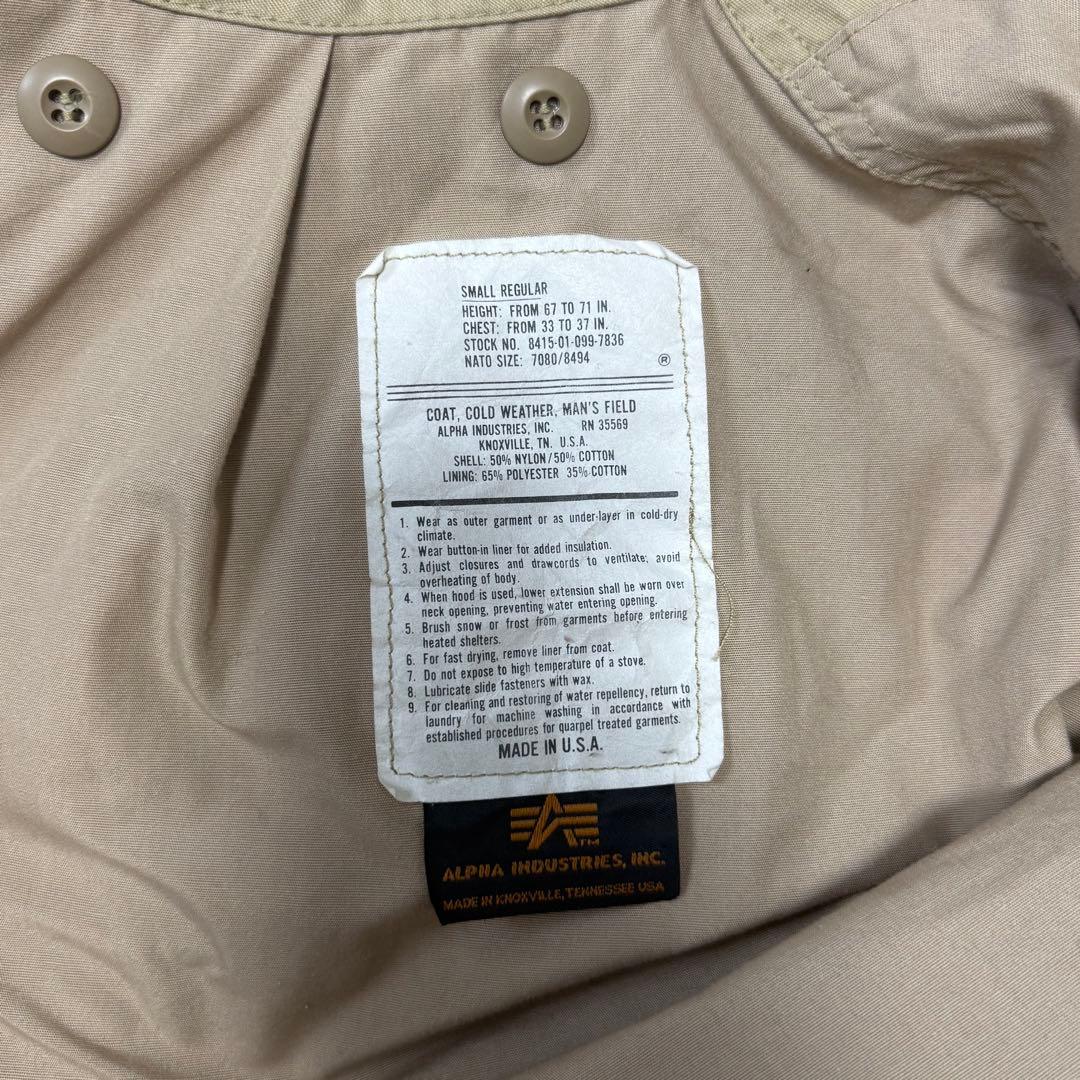 SMALL REGULAR
HEIGHT: FROM 67 TO 71 IN.
CHEST: FROM 33 TO 37 IN.
STOCK NO. 8415-01-099-7836
NATO SIZE: 7080/8494 ®
COAT, COLD WEATHER, MAN'S FIELD
ALPHA INDUSTRIES, INC. RN 35569
KNOXVILLE, TN. U.S.A.
SHELL: 50% NYLON/50% COTTON
LINING: 65% POLYESTER 35% COTTON
1. Wear as outer garment or as under-layer in cold-dry
climate.
2. Wear button-in liner for added insulation.
3. Adjust closures and drawcords to ventilate; avoid
overheating of body.
4. When hood is used, lower extension shall be worn over
neck opening, preventing water entering opening.
5. Brush snow or frost from garments before entering
heated shelters.
6. For fast drying, remove liner from coat.
7. Do not expose to high temperature of a stove.
8. Lubricate slide fasteners with wax.
9. For cleaning and restoring of water repellency, return to
laundry for machine washing in accordance with
established procedures for quarpel treated garments.
MADE IN U.S.A.
A TM
ALPHA INDUSTRIES, INC.
MADE IN KNOXVILLE, TENNESSEE USA